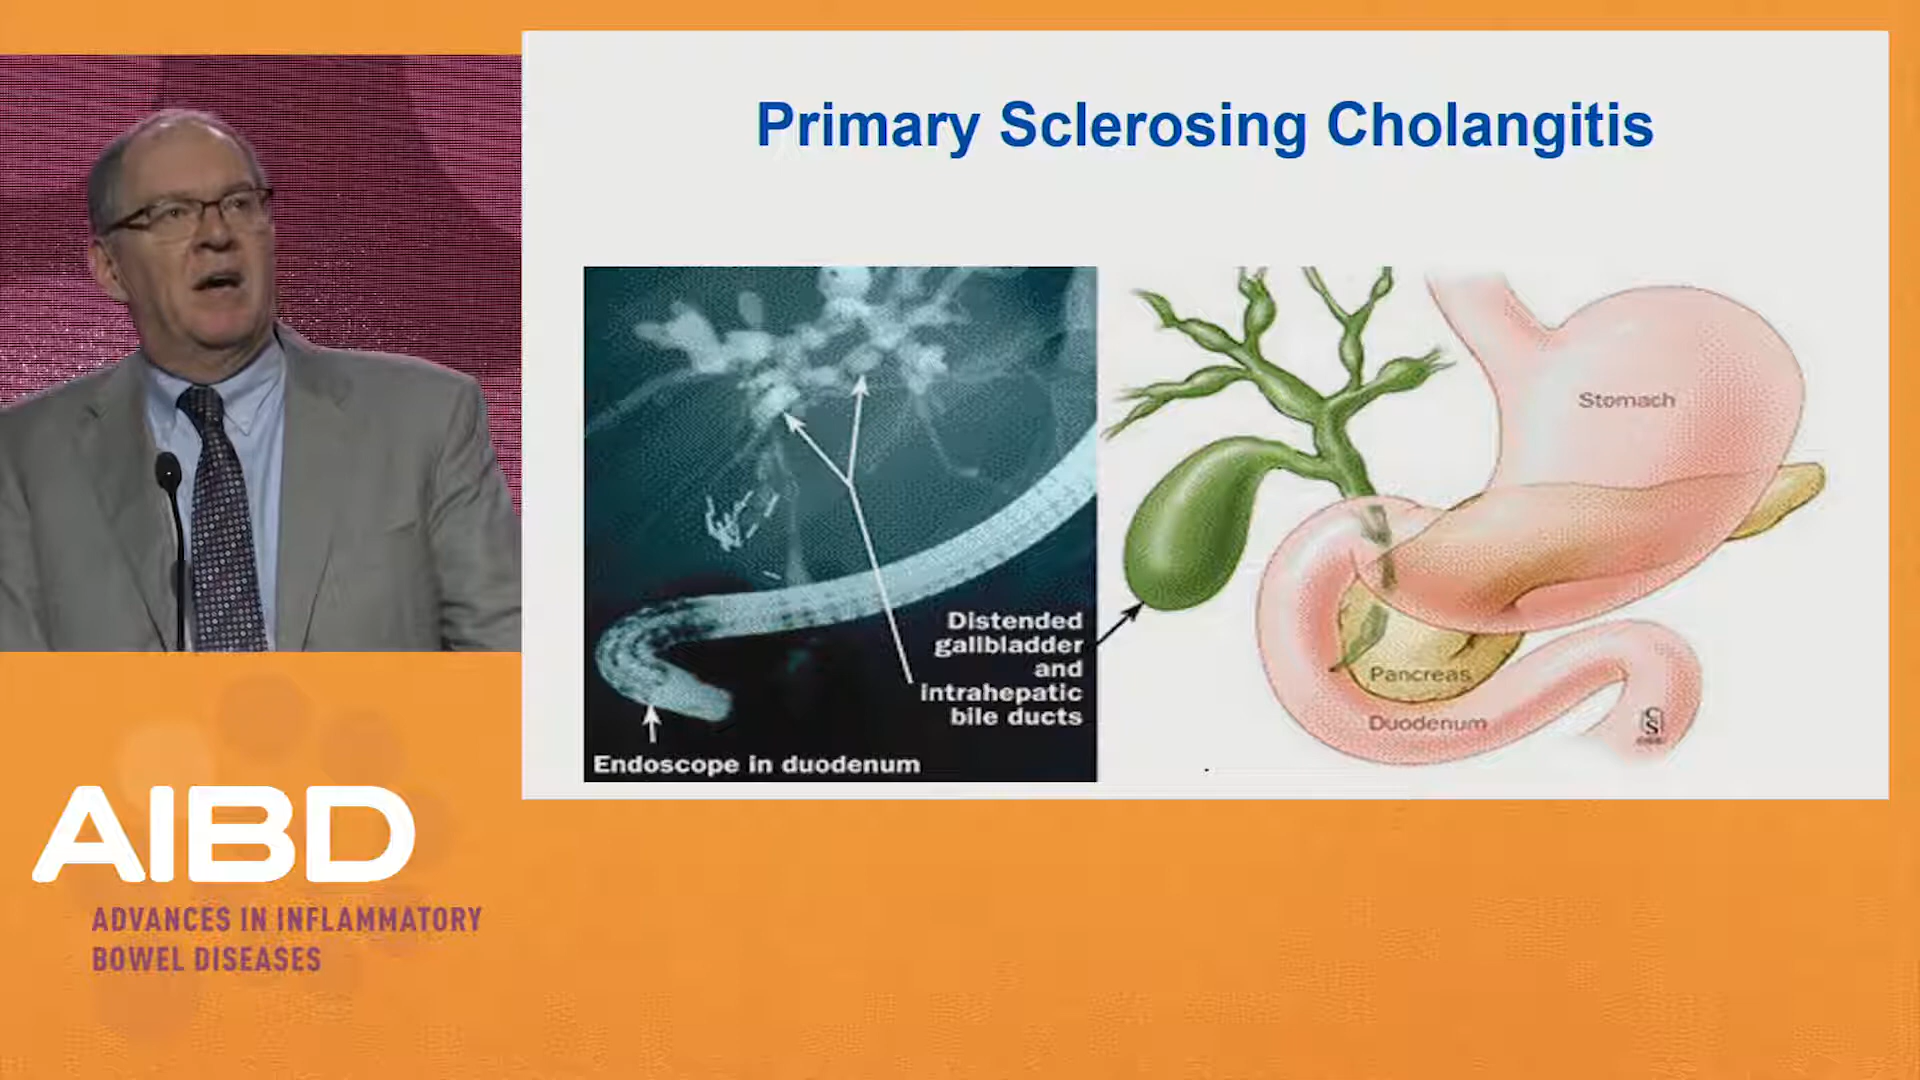 Primary Sclerosing Cholangitis
Distended
gallbladder
and
intrahepatic
bile ducts
Endoscope in duodenum
Stomach
Pancreas
Duodenum
AIBD
ADVANCES IN INFLAMMATORY
BOWEL DISEASES